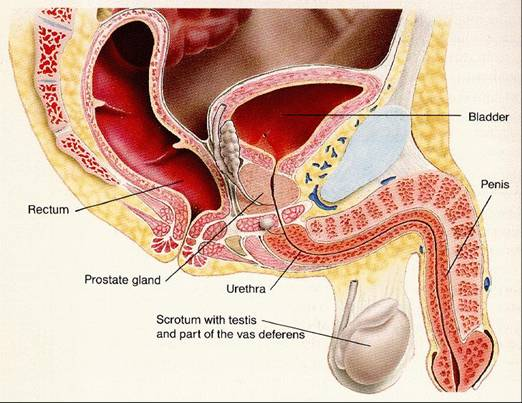 Bladder
Penis
Rectum
Prostate gland
Urethra
Scrotum with testis
and part of the vas deferens